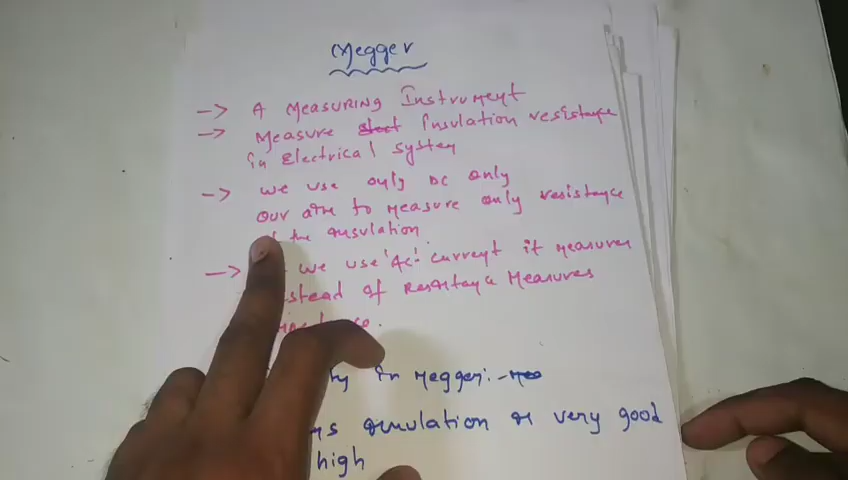 Megger
→ A Measuring Instrument
→ Measure insulation resistance
in Electrical System
→ we use only DC only
our aim to measure only resistance
the insulation
→ we use 'Ac' current it measures
stead of Resistance Measures
in Megger:-
insulation is very good
high